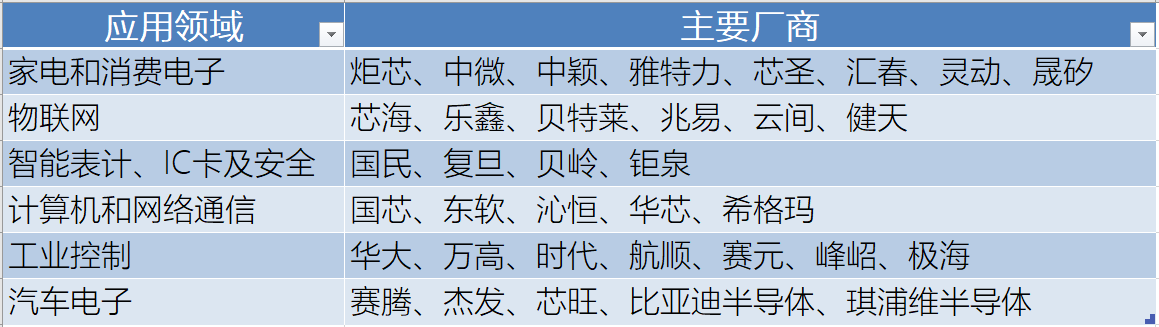 应用领域 主要厂商
家电和消费电子 炬芯、中微、中颖、雅特力、芯圣、汇春、灵动、晟矽
物联网 芯海、乐鑫、贝特莱、兆易、云间、健天
智能表计、IC卡及安全 国民、复旦、贝岭、钜泉
计算机和网络通信 国芯、东软、沁恒、华芯、希格玛
工业控制 华大、万高、时代、航顺、赛元、峰岹、极海
汽车电子 赛腾、杰发、芯旺、比亚迪半导体、琪浦维半导体